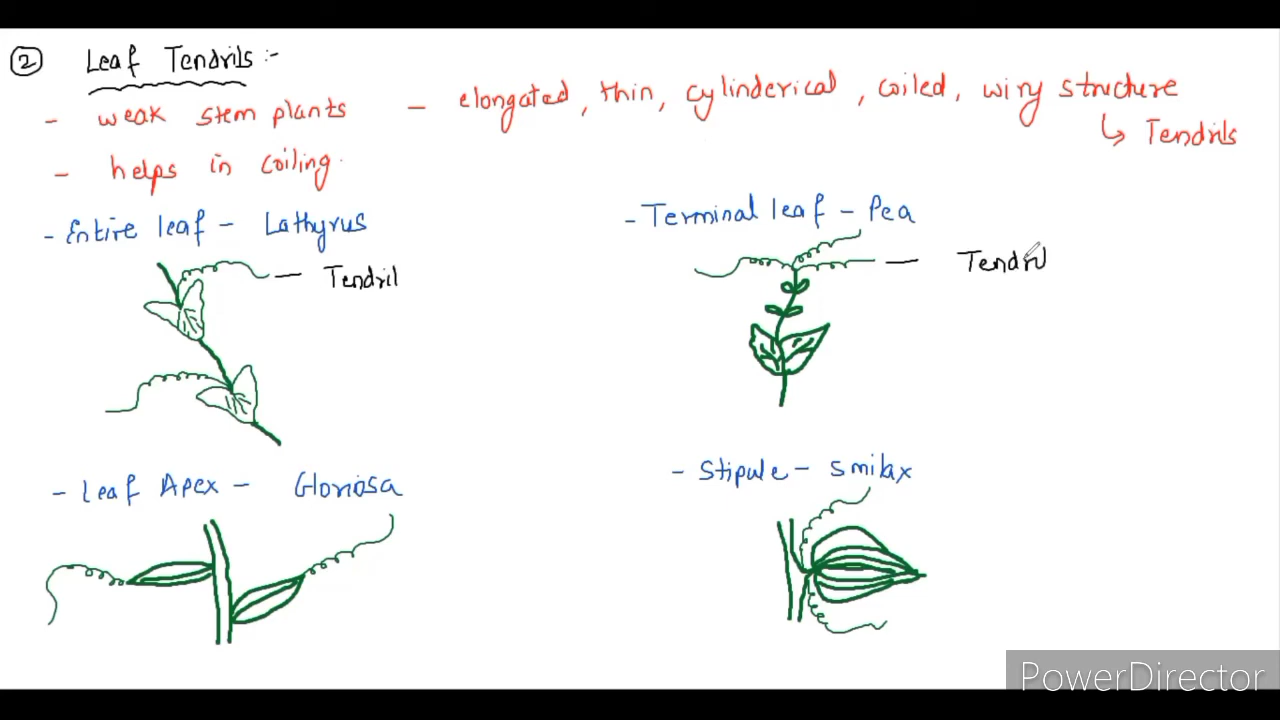 ② Leaf Tendrils :-
- weak stem plants
- elongated, thin, cylinderical, coiled, wiry structure
↳ Tendrils
- helps in coiling.
- Entire leaf - Lathyrus
- Terminal leaf - Pea
Tendril
Tendril
- Leaf Apex - Gloriosa
- Stipule - Smilax
PowerDirector